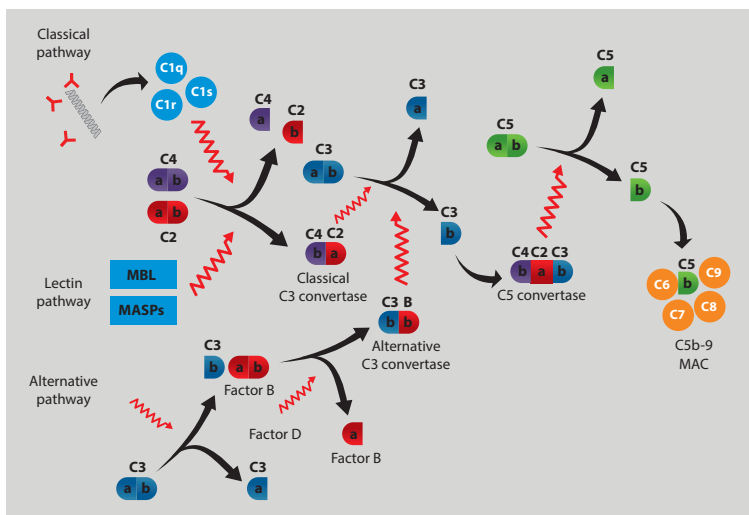 Classical
pathway
C1q
C1s
C1r
C4
a
C2
b
C4
a b
a b
C2
C3
a b
C3
a
C3
b
C5
a b
C5
a
C5
b
C4 C2
b a
Classical
C3 convertase
C4 C2 C3
b a b
C5 convertase
C5
b
C6
C7
C8
C9
C5b-9
MAC
Lectin
pathway
MBL
MASPs
C3 B
b b
Alternative
C3 convertase
C3
b
a b
Factor B
Alternative
pathway
Factor D
a
Factor B
C3
a b
C3
a